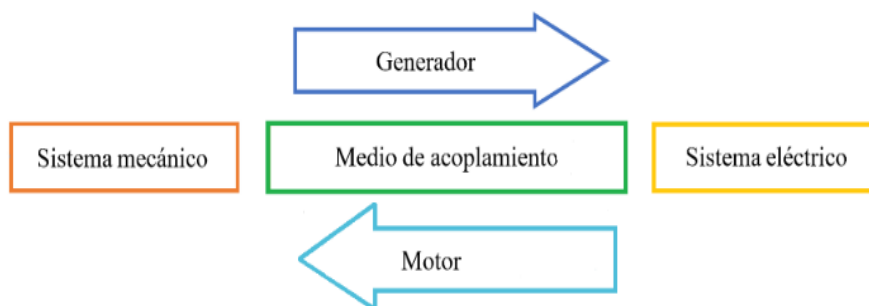 Generador
Sistema mecánico
Medio de acoplamiento
Sistema eléctrico
Motor